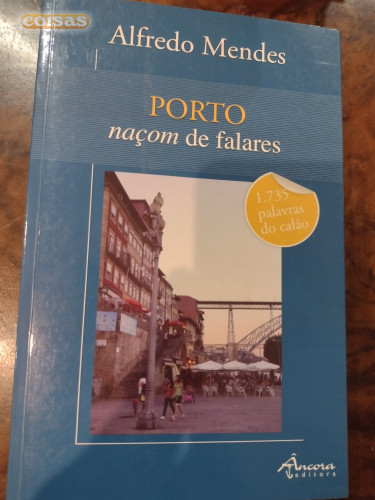 coisas
Alfredo Mendes
PORTO
naçom de falares
1.735
palavras
do calão
Âncora
editora